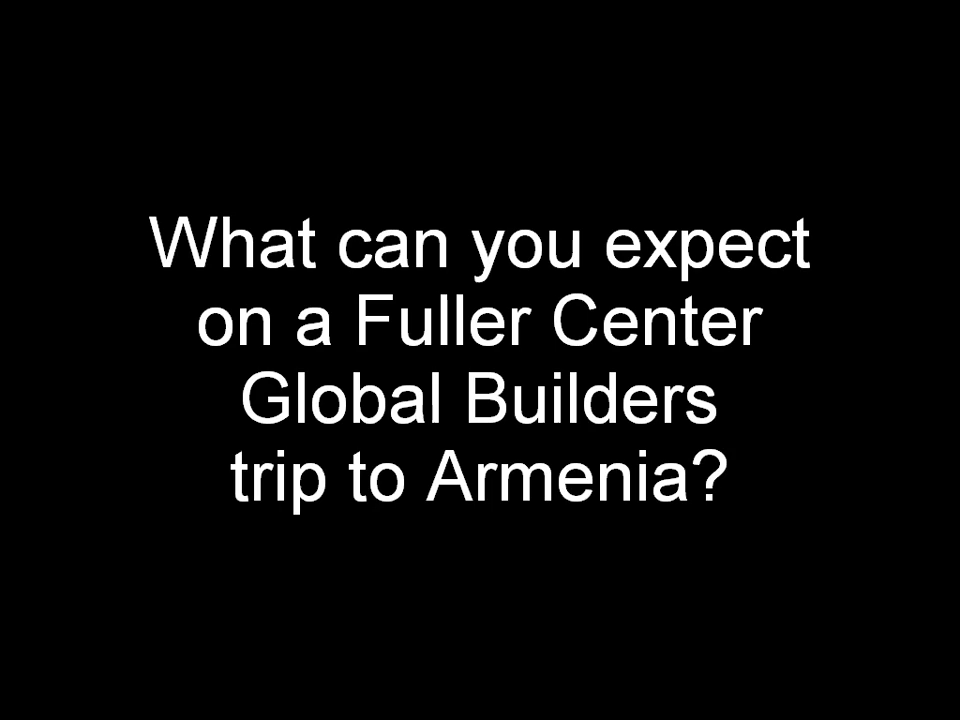 What can you expect
on a Fuller Center
Global Builders
trip to Armenia?